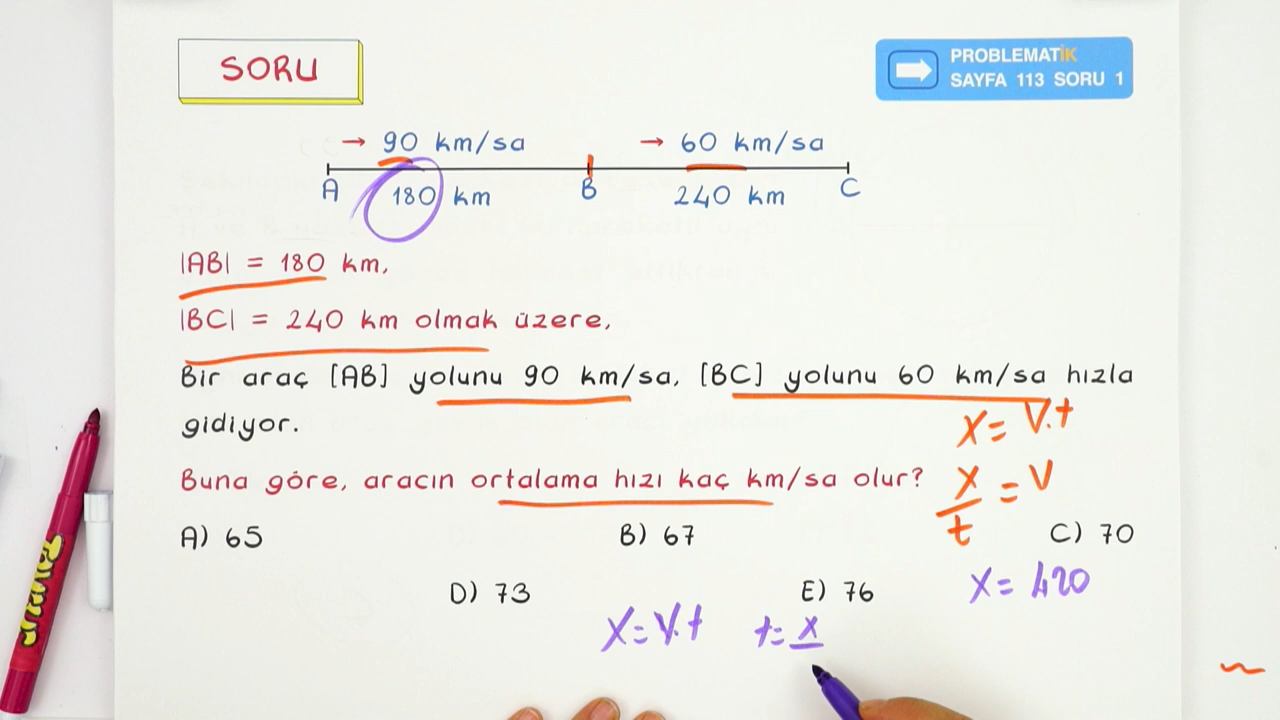 SORU
PROBLEMATİK
SAYFA 113 SORU 1
→ 90 km/sa → 60 km/sa
A B C
180 km 240 km
|AB| = 180 km,
|BC| = 240 km olmak üzere,
Bir araç [AB] yolunu 90 km/sa, [BC] yolunu 60 km/sa hızla
gidiyor.
x = V.t
Buna göre, aracın ortalama hızı kaç km/sa olur?
x/t = V
A) 65 B) 67 C) 70
D) 73 E) 76
x = 420
x = V.t t = x